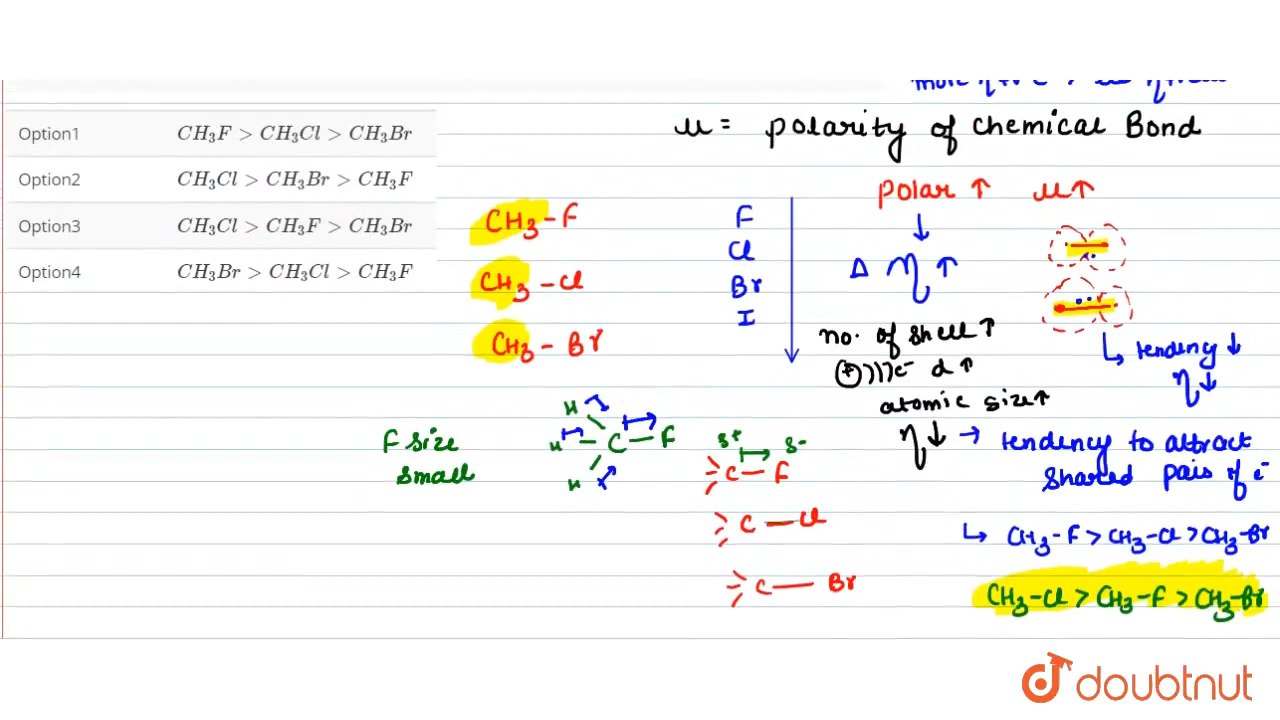 μ = polarity of chemical Bond
Option1 CH₃F > CH₃Cl > CH₃Br
Option2 CH₃Cl > CH₃Br > CH₃F
Option3 CH₃Cl > CH₃F > CH₃Br
Option4 CH₃Br > CH₃Cl > CH₃F
Polar ↑ μ ↑
CH₃-F
CH₃-Cl
CH₃-Br
F
Cl
Br
I
Δ η ↑
no. of shell ↑
(+))))e⁻ d ↑
atomic size ↑
η ↓ → tendency to attract
shared pairs of e⁻
↳ tendency ↓
η ↓
F size
small
H
H - C - F
H
δ+ δ-
C - F
C - Cl
C - Br
↳ CH₃-F > CH₃-Cl > CH₃-Br
CH₃-Cl > CH₃-F > CH₃-Br
doubtnut